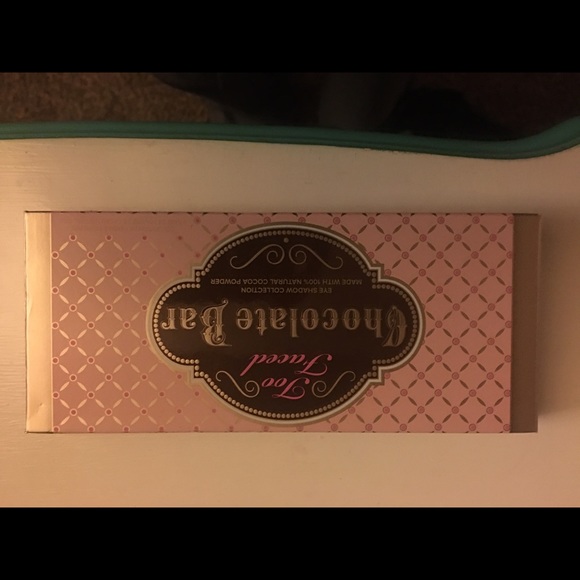 Too
Faced
Chocolate Bar
EYE SHADOW COLLECTION
MADE WITH 100% NATURAL COCOA POWDER